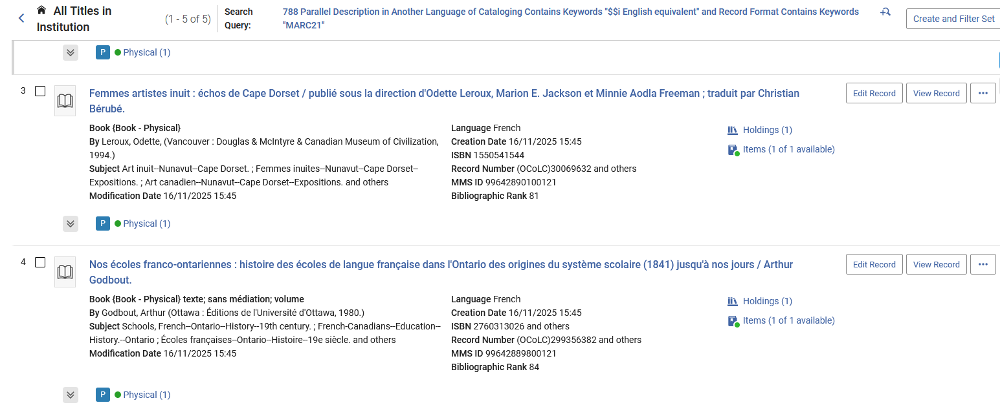 All Titles in
Institution
(1 - 5 of 5)
Search
Query:
788 Parallel Description in Another Language of Cataloging Contains Keywords "$$i English equivalent" and Record Format Contains Keywords
"MARC21"
Create and Filter Set
P Physical (1)
3
Femmes artistes inuit : échos de Cape Dorset / publié sous la direction d'Odette Leroux, Marion E. Jackson et Minnie Aodla Freeman ; traduit par Christian
Bérubé.
Edit Record View Record ...
Book {Book - Physical}
By Leroux, Odette, (Vancouver : Douglas & McIntyre & Canadian Museum of Civilization,
1994.)
Subject Art inuit--Nunavut--Cape Dorset. ; Femmes inuites--Nunavut--Cape Dorset--
Expositions. ; Art canadien--Nunavut--Cape Dorset--Expositions. and others
Modification Date 16/11/2025 15:45
Language French
Creation Date 16/11/2025 15:45
ISBN 1550541544
Record Number (OCoLC)30069632 and others
MMS ID 99642890100121
Bibliographic Rank 81
Holdings (1)
Items (1 of 1 available)
P Physical (1)
4
Nos écoles franco-ontariennes : histoire des écoles de langue française dans l'Ontario des origines du système scolaire (1841) jusqu'à nos jours / Arthur
Godbout.
Edit Record View Record ...
Book {Book - Physical} texte; sans médiation; volume
By Godbout, Arthur (Ottawa : Éditions de l'Université d'Ottawa, 1980.)
Subject Schools, French--Ontario--History--19th century. ; French-Canadians--Education--
History.--Ontario ; Écoles françaises--Ontario--Histoire--19e siècle. and others
Modification Date 16/11/2025 15:45
Language French
Creation Date 16/11/2025 15:45
ISBN 2760313026 and others
Record Number (OCoLC)299356382 and others
MMS ID 99642889800121
Bibliographic Rank 84
Holdings (1)
Items (1 of 1 available)
P Physical (1)